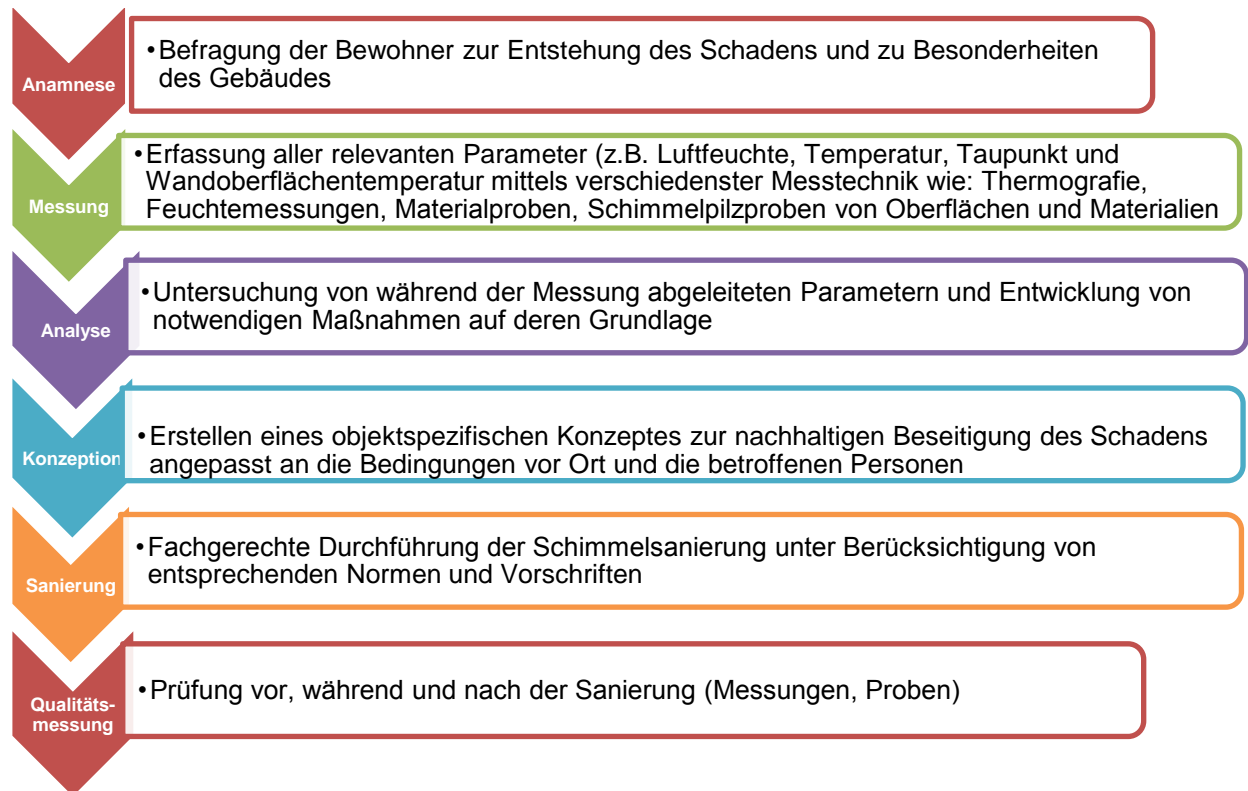 Anamnese
•Befragung der Bewohner zur Entstehung des Schadens und zu Besonderheiten
des Gebäudes
Messung
•Erfassung aller relevanten Parameter (z.B. Luftfeuchte, Temperatur, Taupunkt und
Wandoberflächentemperatur mittels verschiedenster Messtechnik wie: Thermografie,
Feuchtemessungen, Materialproben, Schimmelpilzproben von Oberflächen und Materialien
Analyse
•Untersuchung von während der Messung abgeleiteten Parametern und Entwicklung von
notwendigen Maßnahmen auf deren Grundlage
Konzeption
•Erstellen eines objektspezifischen Konzeptes zur nachhaltigen Beseitigung des Schadens
angepasst an die Bedingungen vor Ort und die betroffenen Personen
Sanierung
•Fachgerechte Durchführung der Schimmelsanierung unter Berücksichtigung von
entsprechenden Normen und Vorschriften
Qualitäts-
messung
•Prüfung vor, während und nach der Sanierung (Messungen, Proben)